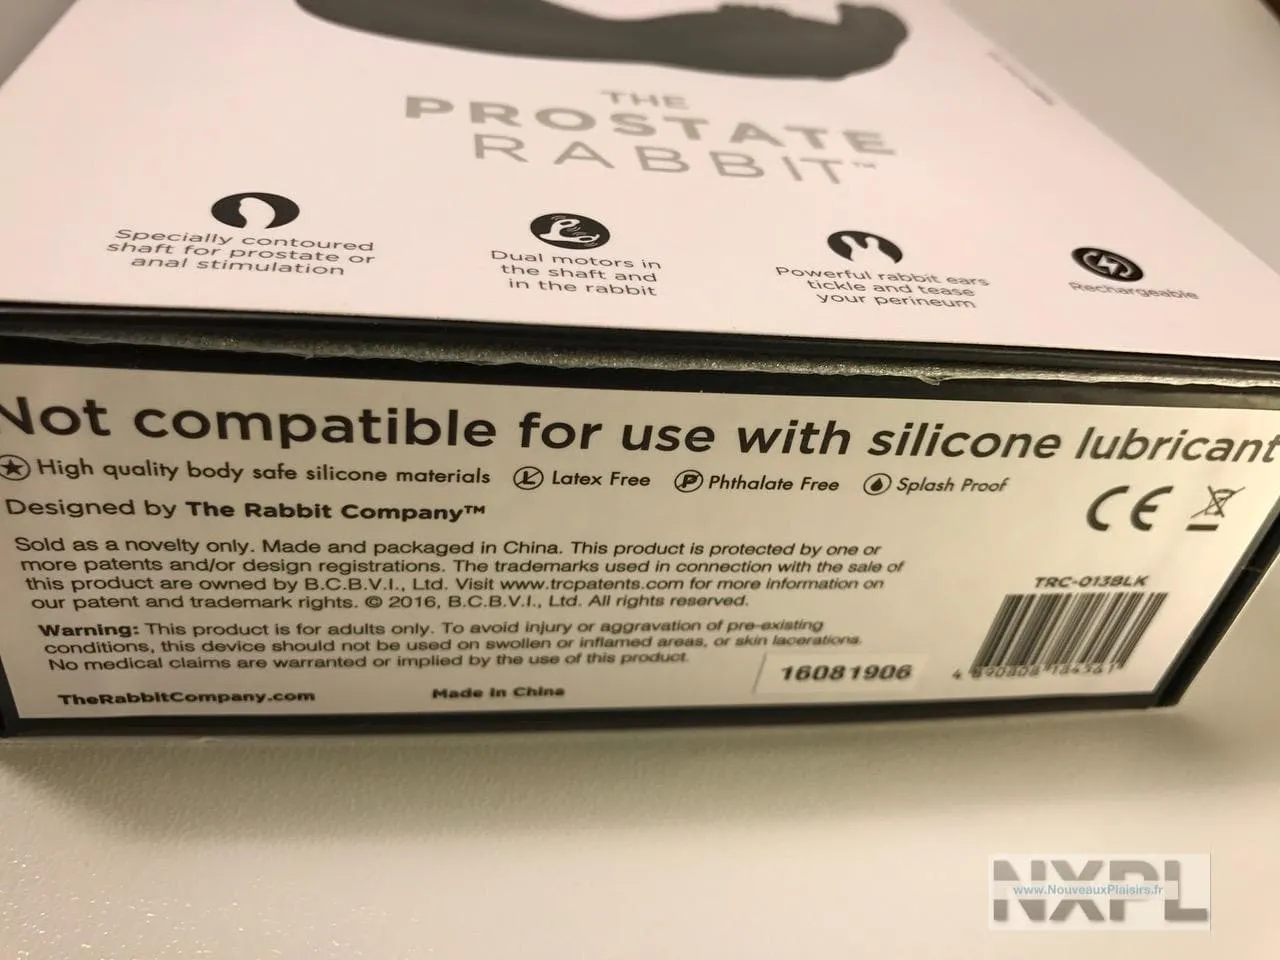 THE
PROSTATE
RABBIT™
Specially contoured
shaft for prostate or
anal stimulation
Dual motors in
the shaft and
in the rabbit
Powerful rabbit ears
tickle and tease
your perineum
Rechargeable
Not compatible for use with silicone lubricant
High quality body safe silicone materials
Latex Free
Phthalate Free
Splash Proof
Designed by The Rabbit Company™
CE
Sold as a novelty only. Made and packaged in China. This product is protected by one or
more patents and/or design registrations. The trademarks used in connection with the sale of
this product are owned by B.C.B.V.I., Ltd. Visit www.trcpatents.com for more information on
our patent and trademark rights. © 2016, B.C.B.V.I., Ltd. All rights reserved.
TRC-013BLK
Warning: This product is for adults only. To avoid injury or aggravation of pre-existing
conditions, this device should not be used on swollen or inflamed areas, or skin lacerations.
No medical claims are warranted or implied by the use of this product.
16081906
TheRabbitCompany.com
Made in China
NXPL
www.NouveauxPlaisirs.fr